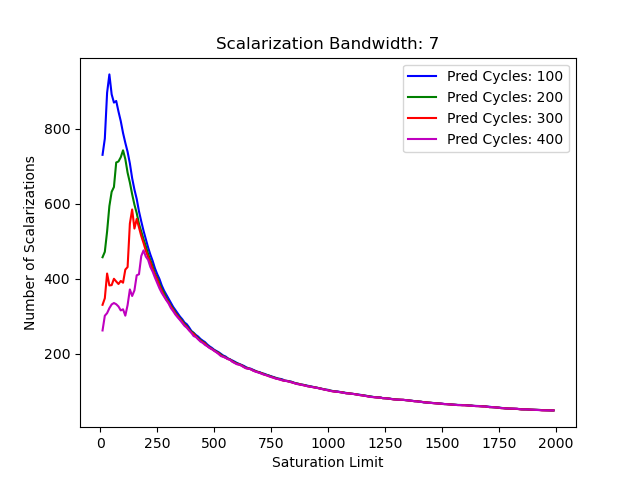 Scalarization Bandwidth: 7
Pred Cycles: 100
Pred Cycles: 200
Pred Cycles: 300
Pred Cycles: 400
Number of Scalarizations
800
600
400
200
0 250 500 750 1000 1250 1500 1750 2000
Saturation Limit